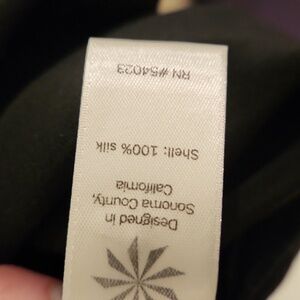 Designed in
Sonoma County,
California
Shell: 100% silk
RN #54023